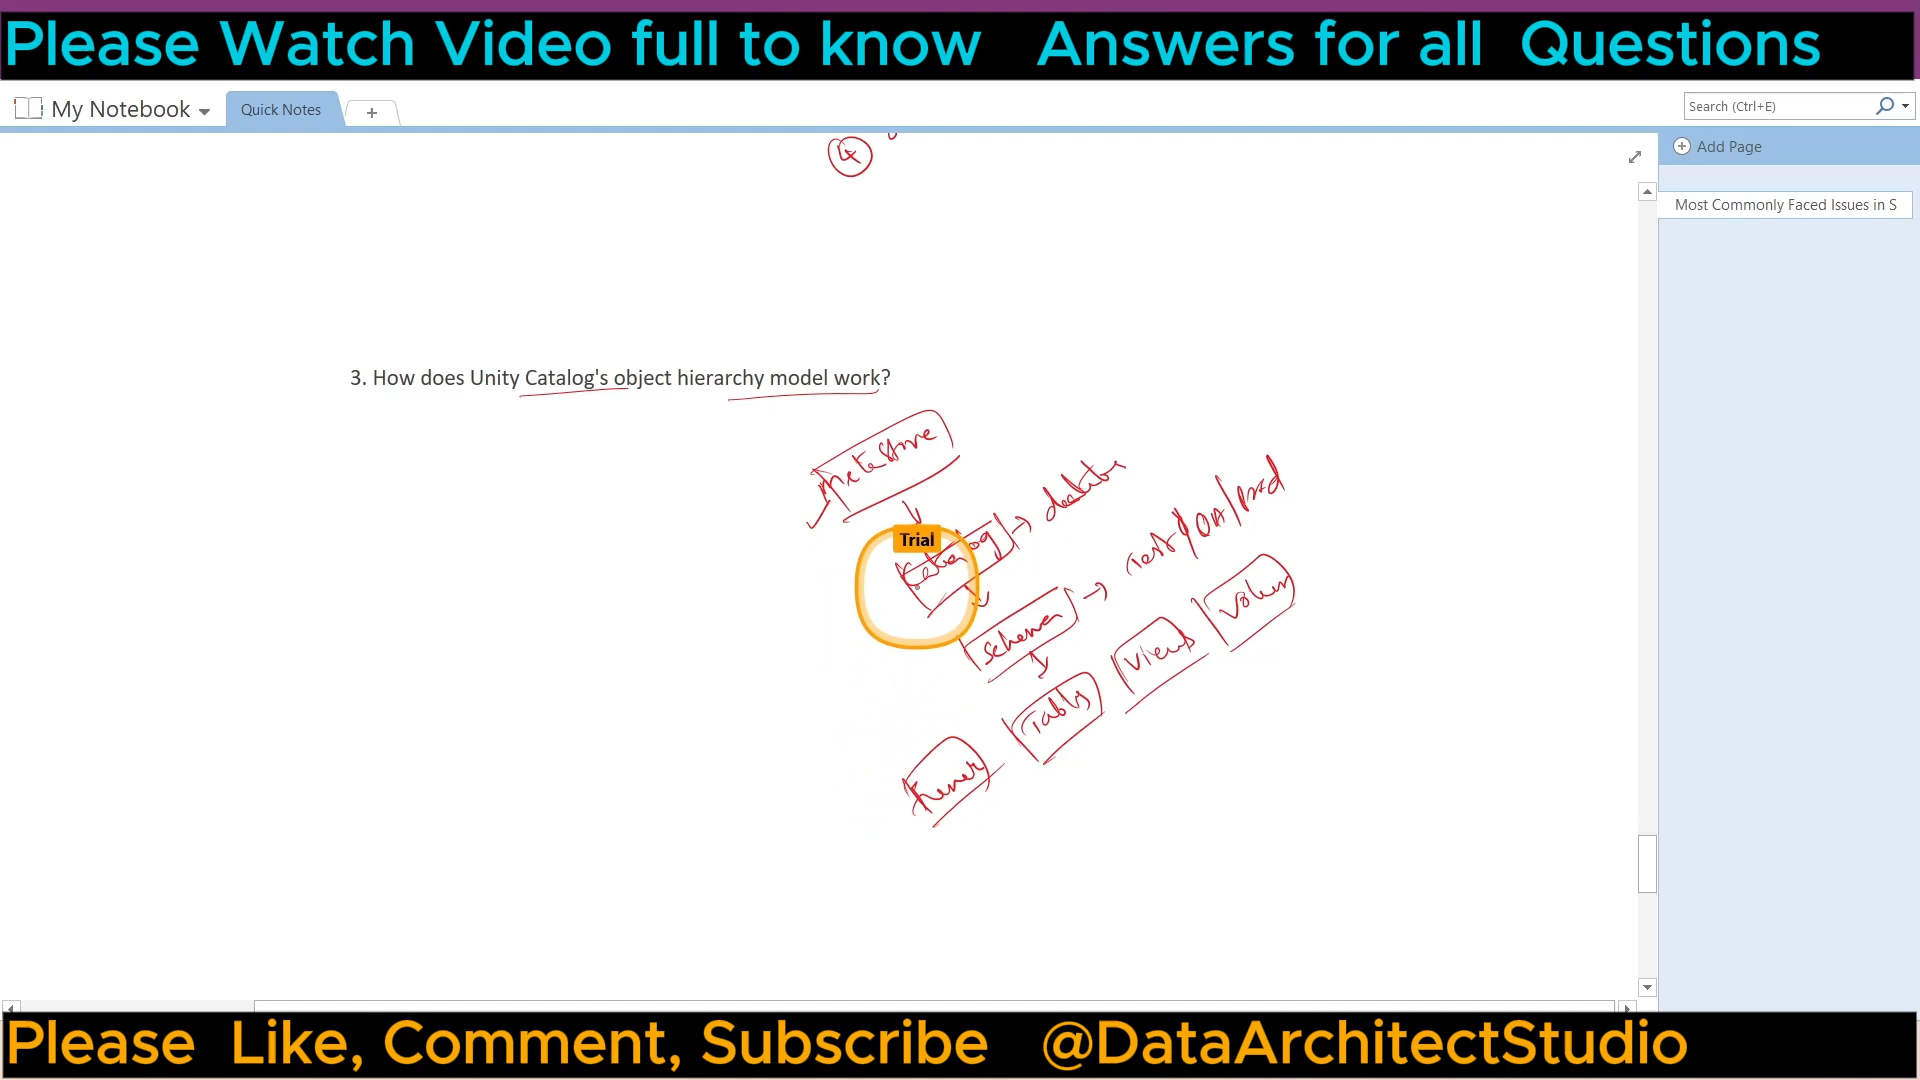 Please Watch Video full to know Answers for all Questions
My Notebook
Quick Notes
+
Search (Ctrl+E)
Add Page
Most Commonly Faced Issues in S
4
3. How does Unity Catalog's object hierarchy model work?
MetaStore
Trial
Catalog →
Schema → Test / QA / Prod
Tables
Views
Please Like, Comment, Subscribe @DataArchitectStudio